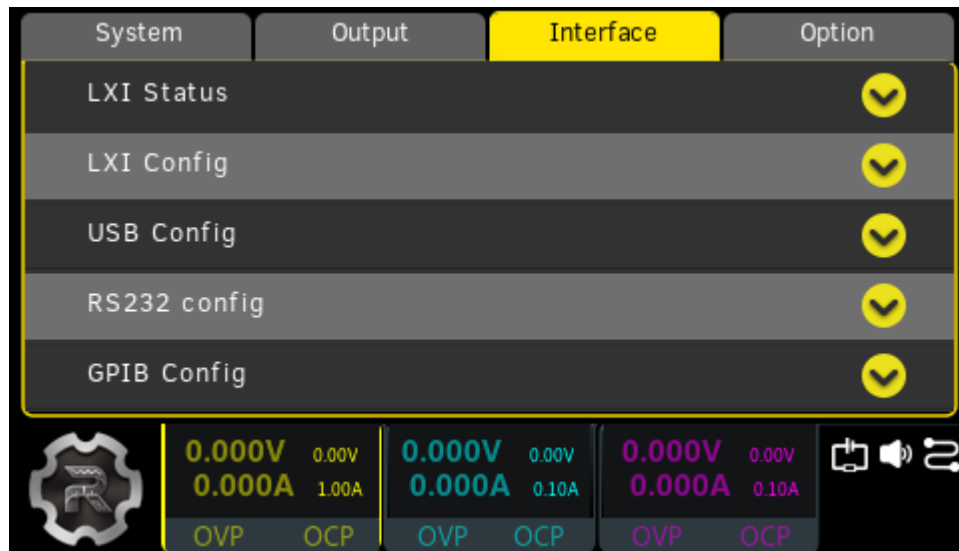 System Output Interface Option
LXI Status
LXI Config
USB Config
RS232 config
GPIB Config
0.000V 0.00V 0.000V 0.00V 0.000V 0.00V
0.000A 1.00A 0.000A 0.10A 0.000A 0.10A
OVP OCP OVP OCP OVP OCP